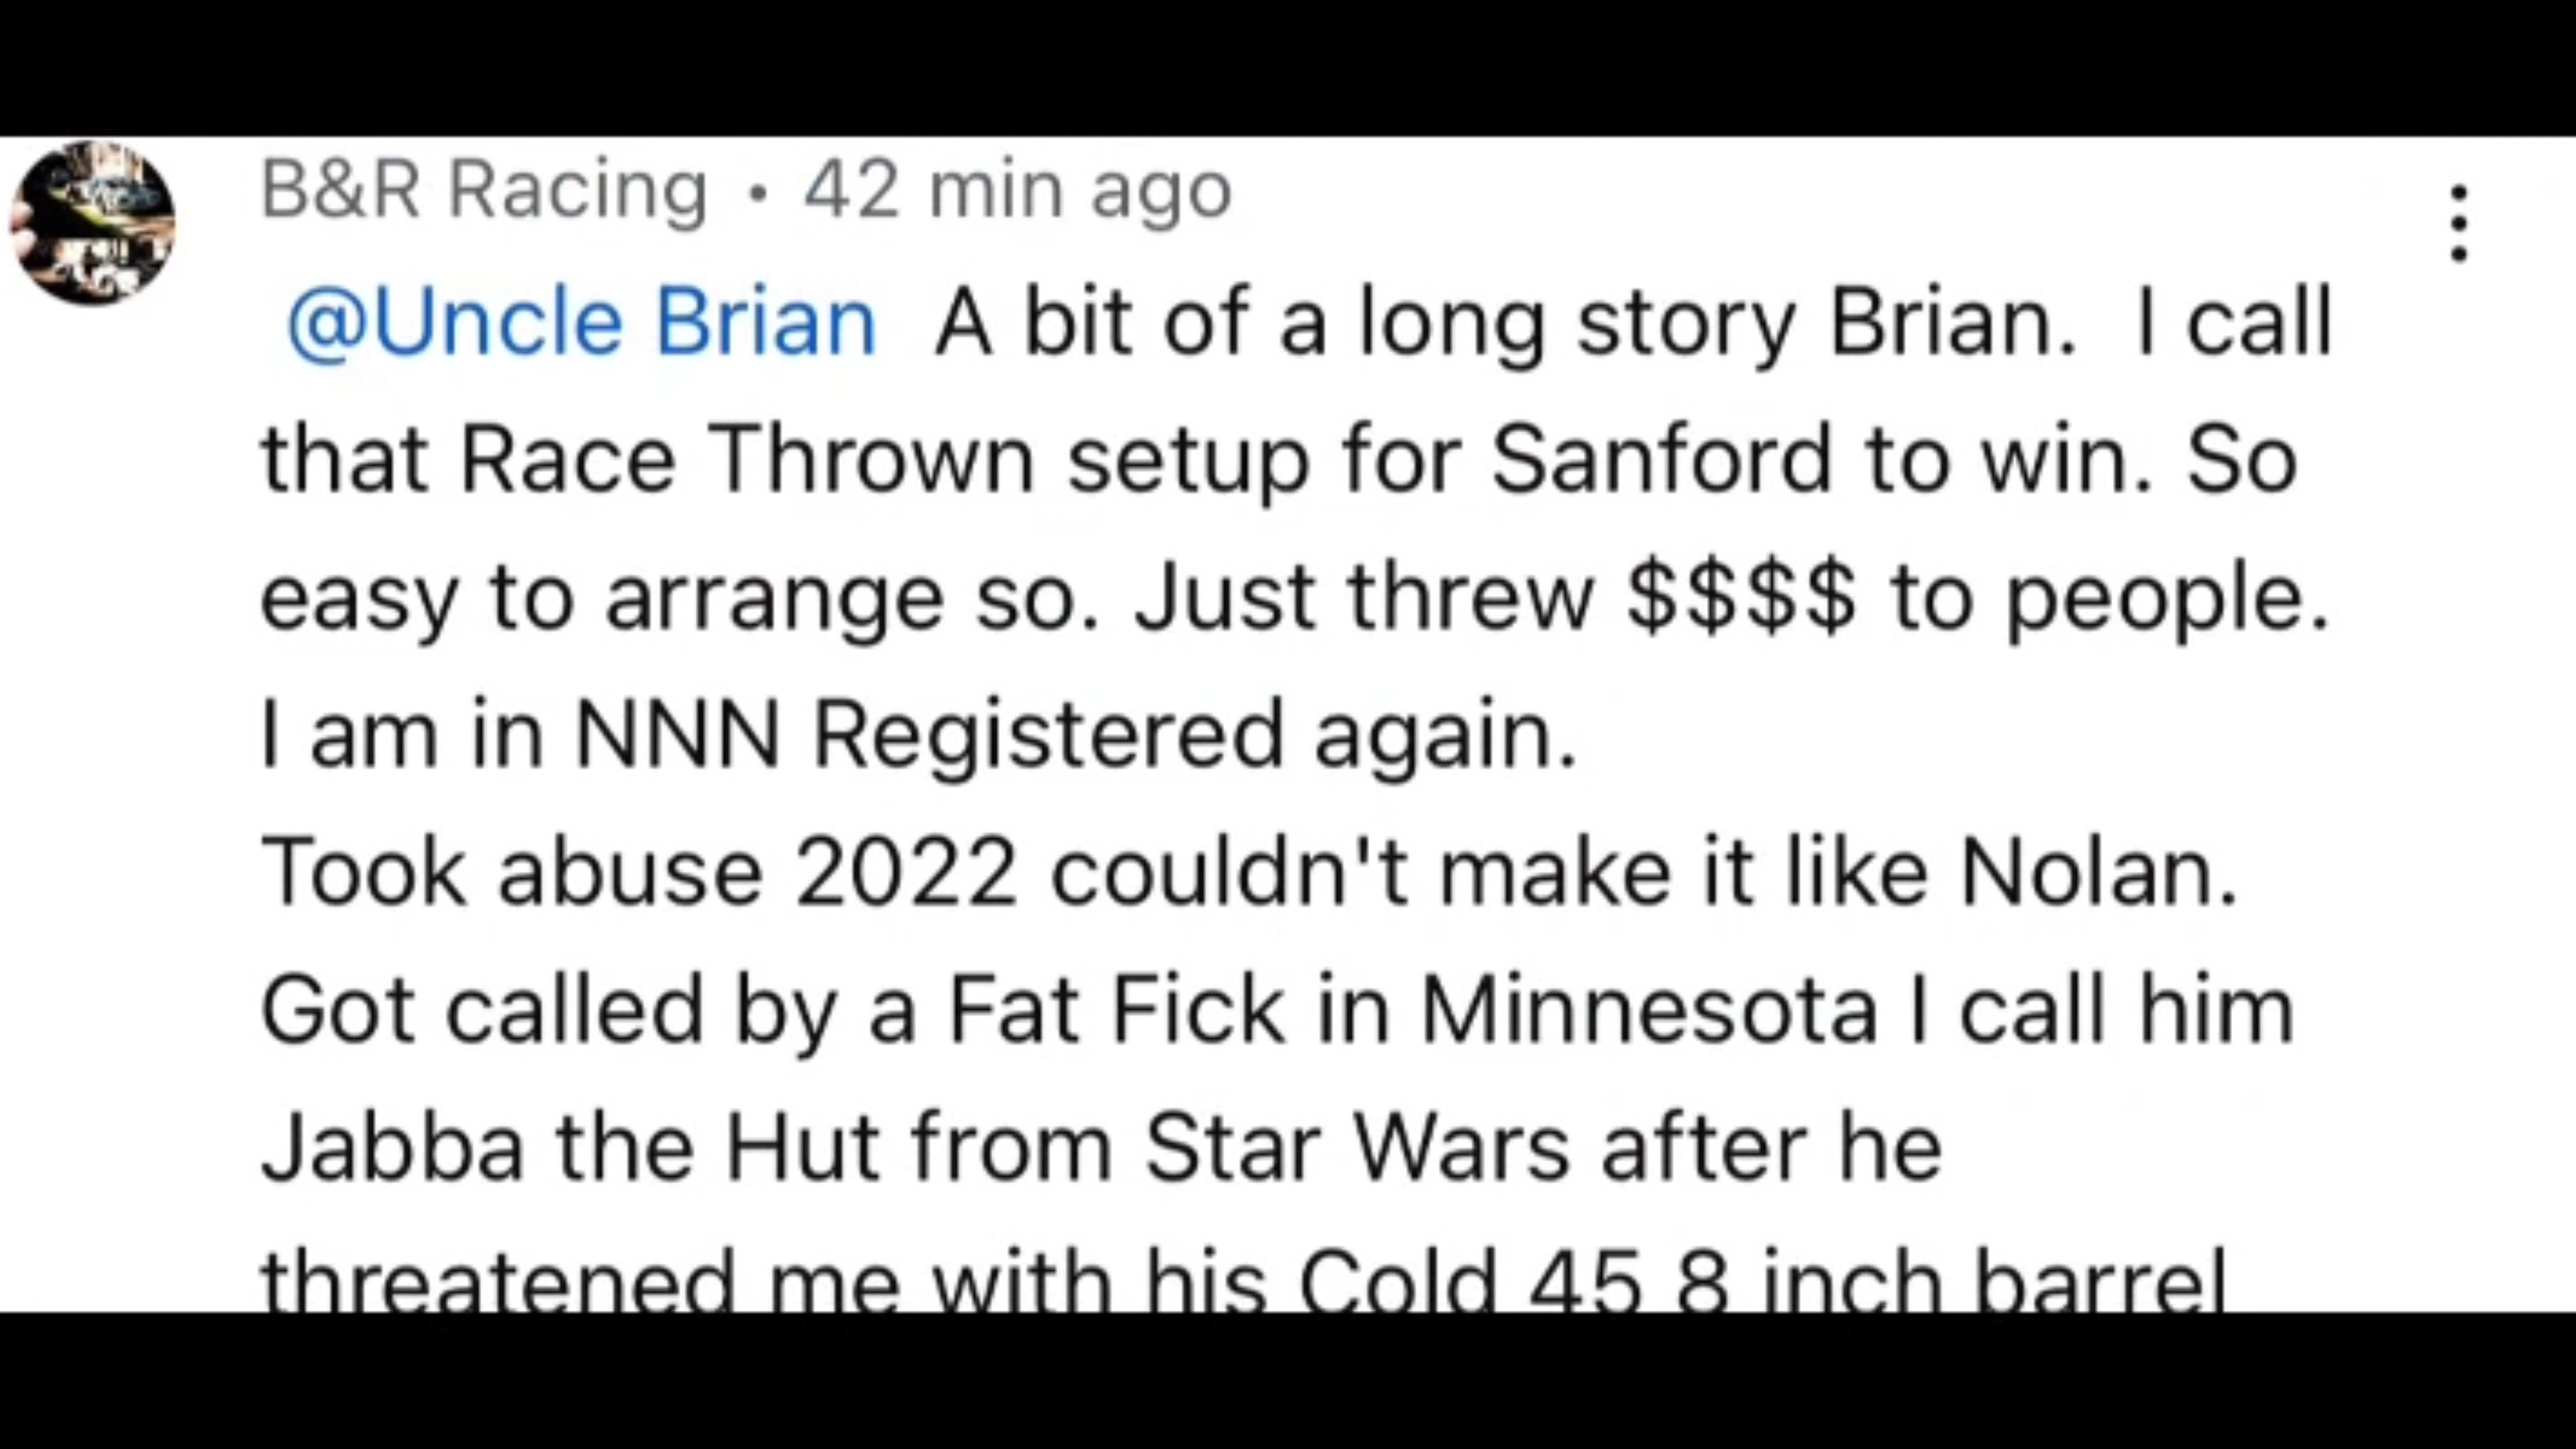 B&R Racing • 42 min ago
@Uncle Brian A bit of a long story Brian. I call
that Race Thrown setup for Sanford to win. So
easy to arrange so. Just threw $$$$ to people.
I am in NNN Registered again.
Took abuse 2022 couldn't make it like Nolan.
Got called by a Fat Fick in Minnesota I call him
Jabba the Hut from Star Wars after he
threatened me with his Cold 45 8 inch barrel